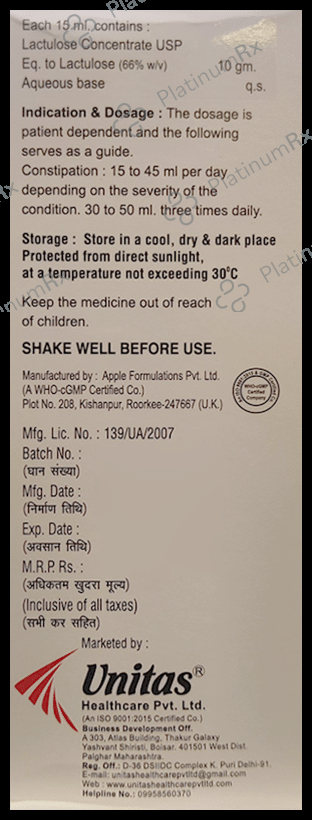 Each 15 ml. contains :
Lactulose Concentrate USP
Eq. to Lactulose (66% w/v) 10 gm.
Aqueous base q.s.
Indication & Dosage : The dosage is
patient dependent and the following
serves as a guide.
Constipation : 15 to 45 ml per day
depending on the severity of the
condition. 30 to 50 ml. three times daily.
Storage : Store in a cool, dry & dark place
Protected from direct sunlight,
at a temperature not exceeding 30°C
Keep the medicine out of reach
of children.
SHAKE WELL BEFORE USE.
Manufactured by : Apple Formulations Pvt. Ltd.
(A WHO-cGMP Certified Co.)
Plot No. 208, Kishanpur, Roorkee-247667 (U.K.)
WHO-cGMP
Certified
Company
Mfg. Lic. No. : 139/UA/2007
Batch No. :
(घान संख्या)
Mfg. Date :
(निर्माण तिथि)
Exp. Date :
(अवसान तिथि)
M.R.P. Rs. :
(अधिकतम खुदरा मूल्य)
(Inclusive of all taxes)
(सभी कर सहित)
Marketed by :
Unitas®
Healthcare Pvt. Ltd.
(An ISO 9001:2015 Certified Co.)
Business Development Off.
A 303, Atlas Building, Thakur Galaxy
Yashvant Shiristi, Boisar. 401501 West Dist.
Palghar Maharashtra.
Reg. Off.: D-36 DSIIDC Complex K. Puri Delhi-91.
E-mail: unitashealthcarepvtltd@gmail.com
Web : www.unitashealthcarepvtltd.com
Helpline No.: 09958560370
PlatinumRx